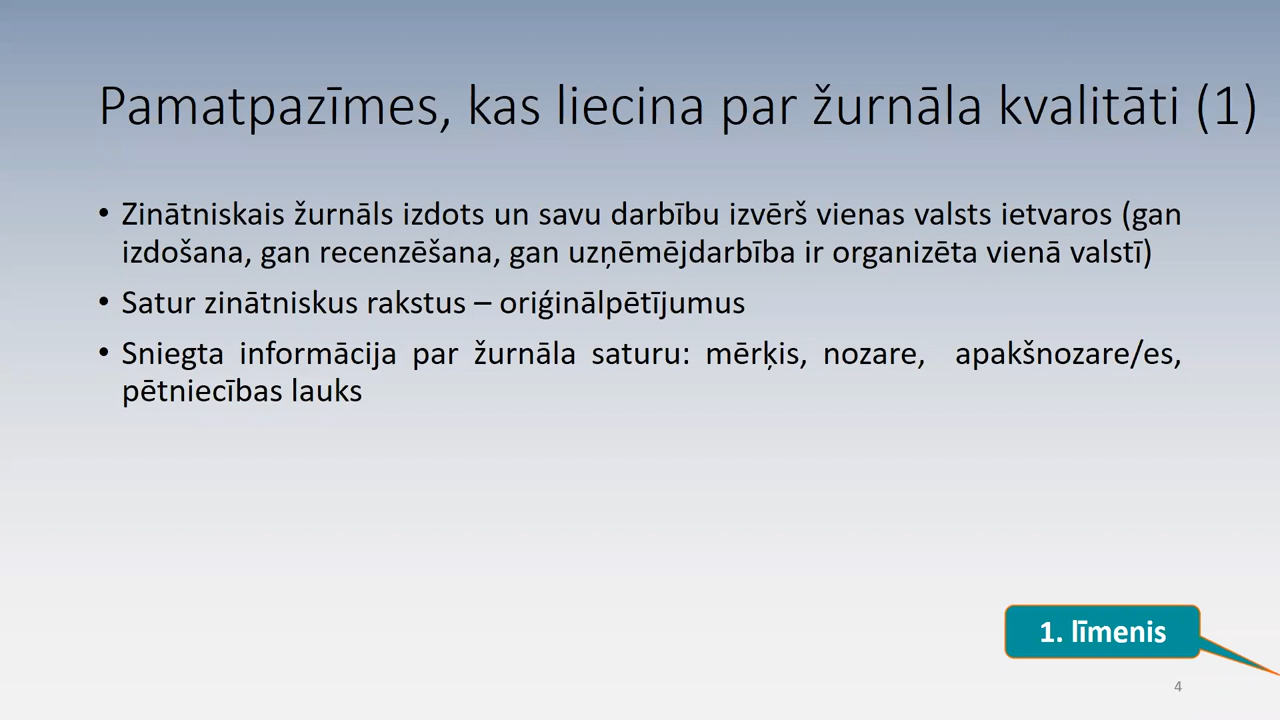 Pamatpazīmes, kas liecina par žurnāla kvalitāti (1)
• Zinātniskais žurnāls izdots un savu darbību izvērš vienas valsts ietvaros (gan
izdošana, gan recenzēšana, gan uzņēmējdarbība ir organizēta vienā valstī)
• Satur zinātniskus rakstus – oriģinālpētījumus
• Sniegta informācija par žurnāla saturu: mērķis, nozare, apakšnozare/es,
pētniecības lauks
1. līmenis
4